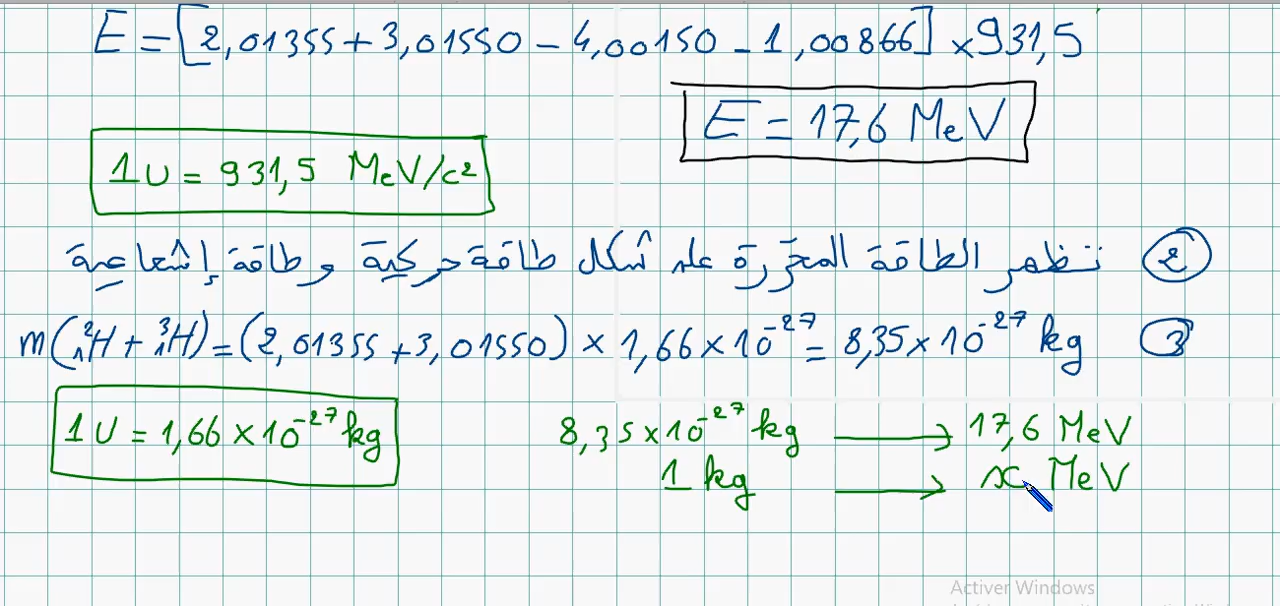 E = [2,01355 + 3,01550 - 4,00150 - 1,00866] × 931,5
E = 17,6 MeV
1 u = 931,5 MeV/c²
② تظهر الطاقة المحررة على شكل طاقة حركية وطاقة إشعاعية
③ m(²₁H + ³₁H) = (2,01355 + 3,01550) × 1,66 × 10⁻²⁷ = 8,35 × 10⁻²⁷ kg
1 u = 1,66 × 10⁻²⁷ kg
8,35 × 10⁻²⁷ kg → 17,6 MeV
1 kg → x MeV
Activer Windows